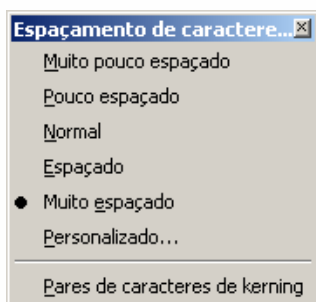 Espaçamento de caractere...
Muito pouco espaçado
Pouco espaçado
Normal
Espaçado
Muito espaçado
Personalizado...
Pares de caracteres de kerning